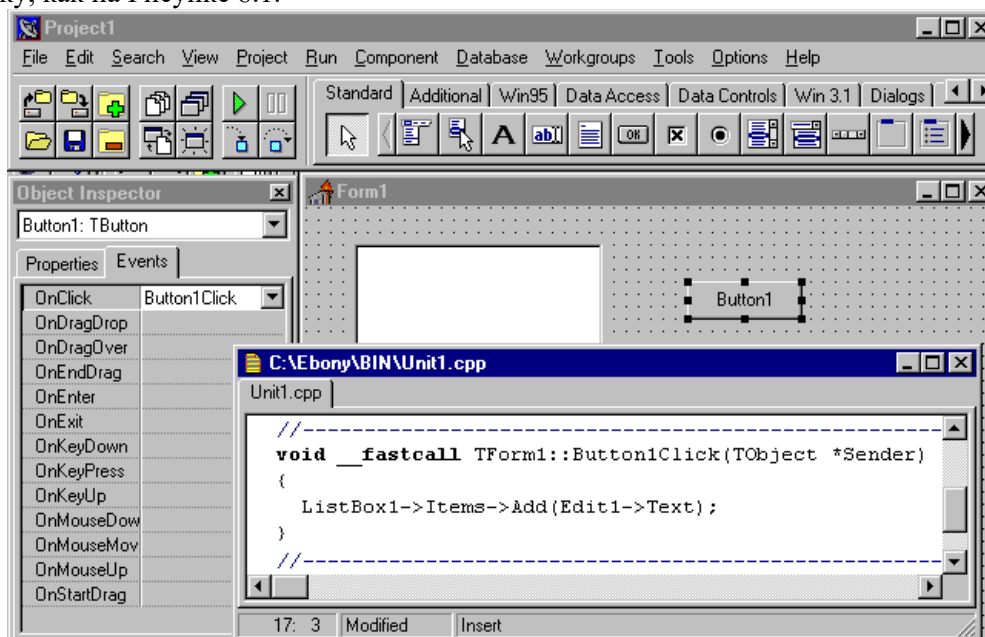 ку, как на Рисунке 8.1.
Project1
File Edit Search View Project Run Component Database Workgroups Tools Options Help
Standard Additional Win95 Data Access Data Controls Win 3.1 Dialogs
A ab OK
Object Inspector
Form1
Button1: TButton
Properties Events
Button1
OnClick Button1Click
OnDragDrop
OnDragOver
OnEndDrag
OnEnter
OnExit
OnKeyDown
OnKeyPress
OnKeyUp
OnMouseDow
OnMouseMov
OnMouseUp
OnStartDrag
C:\Ebony\BIN\Unit1.cpp
Unit1.cpp
//------------------------------------------------------
void __fastcall TForm1::Button1Click(TObject *Sender)
{
ListBox1->Items->Add(Edit1->Text);
}
//------------------------------------------------------
17: 3 Modified Insert